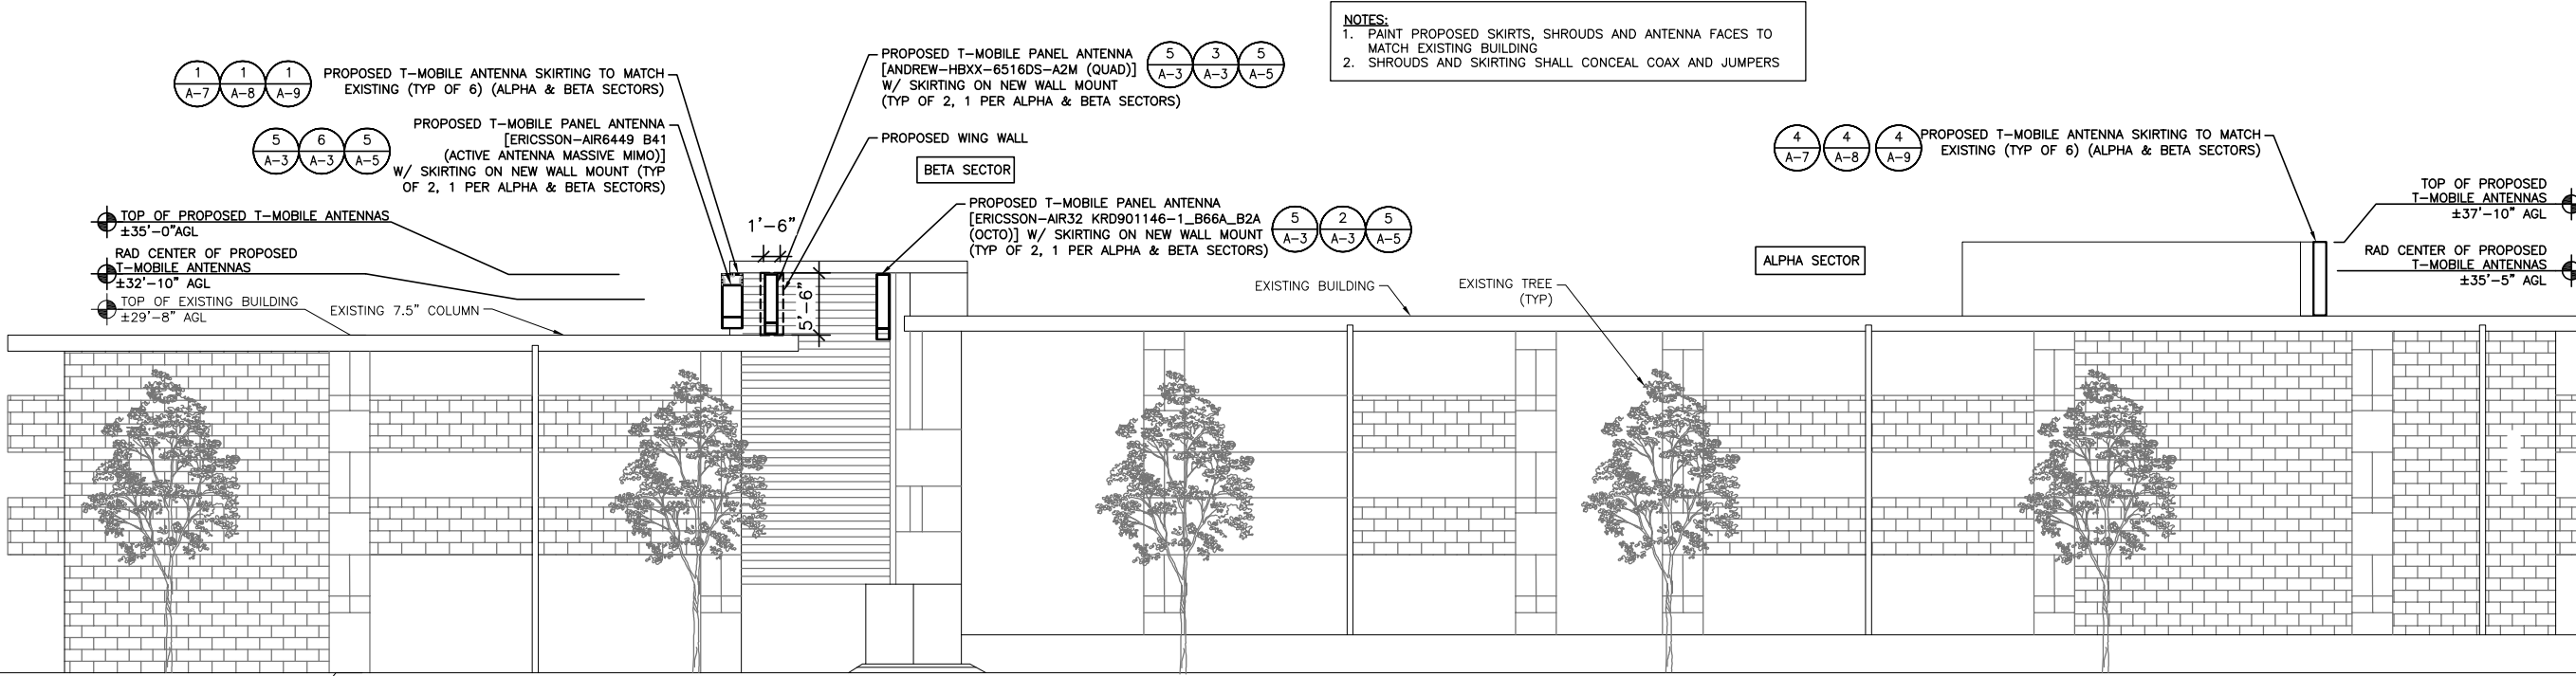 NOTES:
1. PAINT PROPOSED SKIRTS, SHROUDS AND ANTENNA FACES TO
MATCH EXISTING BUILDING
2. SHROUDS AND SKIRTING SHALL CONCEAL COAX AND JUMPERS
1 1 1
A-7 A-8 A-9
PROPOSED T-MOBILE ANTENNA SKIRTING TO MATCH
EXISTING (TYP OF 6) (ALPHA & BETA SECTORS)
5 6 5
A-3 A-3 A-5
PROPOSED T-MOBILE PANEL ANTENNA
[ERICSSON-AIR6449 B41
(ACTIVE ANTENNA MASSIVE MIMO)]
W/ SKIRTING ON NEW WALL MOUNT (TYP
OF 2, 1 PER ALPHA & BETA SECTORS)
TOP OF PROPOSED T-MOBILE ANTENNAS
±35'-0"AGL
RAD CENTER OF PROPOSED
T-MOBILE ANTENNAS
±32'-10" AGL
TOP OF EXISTING BUILDING
±29'-8" AGL
EXISTING 7.5" COLUMN
PROPOSED T-MOBILE PANEL ANTENNA
[ANDREW-HBXX-6516DS-A2M (QUAD)]
W/ SKIRTING ON NEW WALL MOUNT
(TYP OF 2, 1 PER ALPHA & BETA SECTORS)
5 3 5
A-3 A-3 A-5
PROPOSED WING WALL
BETA SECTOR
PROPOSED T-MOBILE PANEL ANTENNA
[ERICSSON-AIR32 KRD901146-1_B66A_B2A
(OCTO)] W/ SKIRTING ON NEW WALL MOUNT
(TYP OF 2, 1 PER ALPHA & BETA SECTORS)
5 2 5
A-3 A-3 A-5
1'-6"
5'-6"
EXISTING BUILDING
EXISTING TREE
(TYP)
ALPHA SECTOR
4 4 4
A-7 A-8 A-9
PROPOSED T-MOBILE ANTENNA SKIRTING TO MATCH
EXISTING (TYP OF 6) (ALPHA & BETA SECTORS)
TOP OF PROPOSED
T-MOBILE ANTENNAS
±37'-10" AGL
RAD CENTER OF PROPOSED
T-MOBILE ANTENNAS
±35'-5" AGL